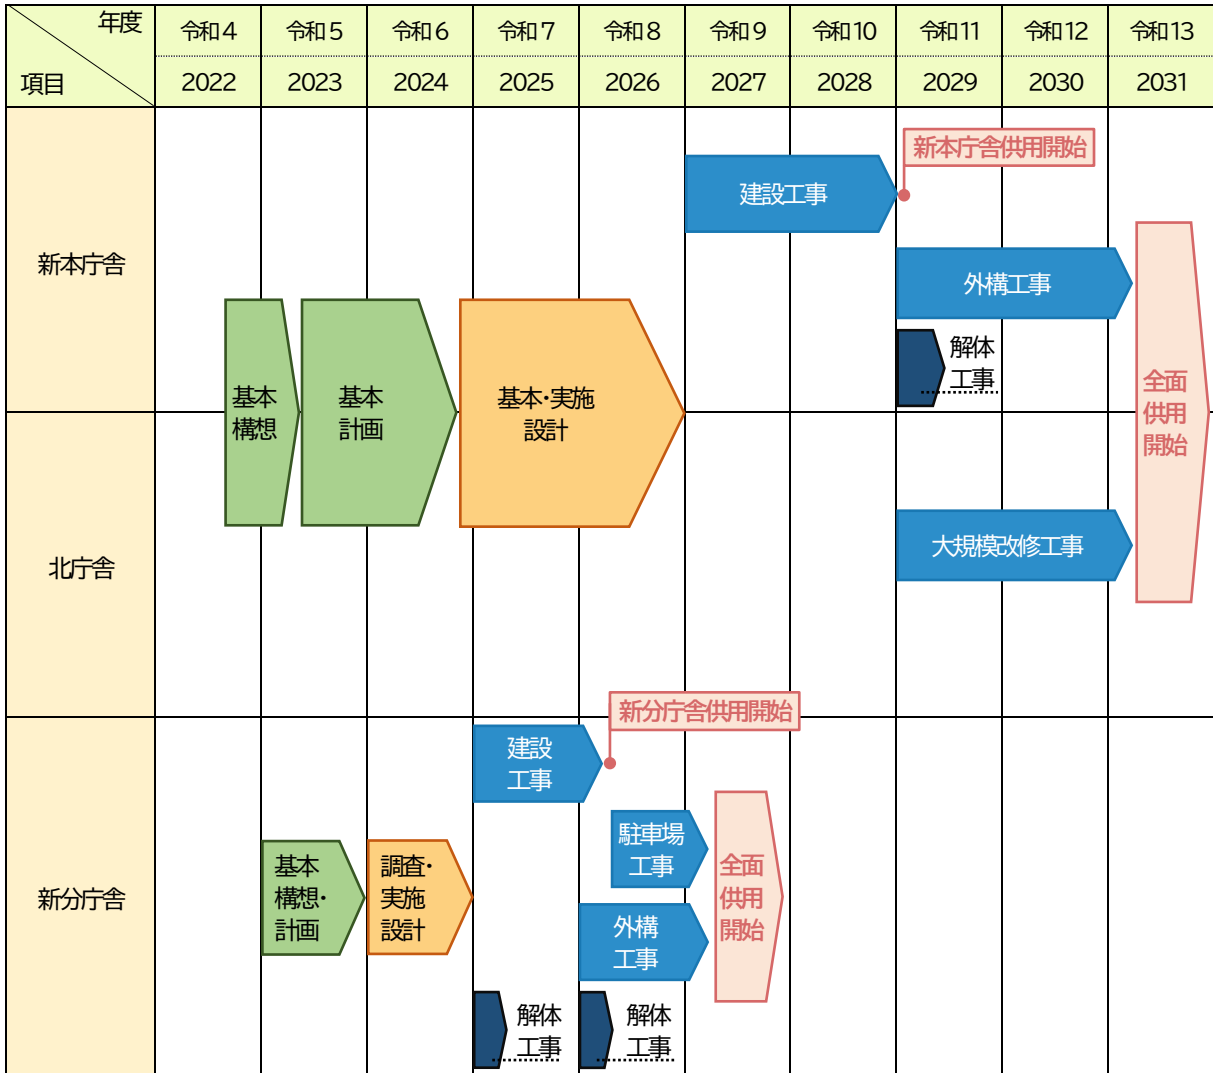 年度
項目
令和4 令和5 令和6 令和7 令和8 令和9 令和10 令和11 令和12 令和13
2022 2023 2024 2025 2026 2027 2028 2029 2030 2031
新本庁舎
建設工事
新本庁舎供用開始
外構工事
解体
工事
基本
構想
基本
計画
基本・実施
設計
全面
供用
開始
北庁舎
大規模改修工事
新分庁舎
建設
工事
新分庁舎供用開始
駐車場
工事
基本
構想・
計画
調査・
実施
設計
外構
工事
全面
供用
開始
解体
工事
解体
工事